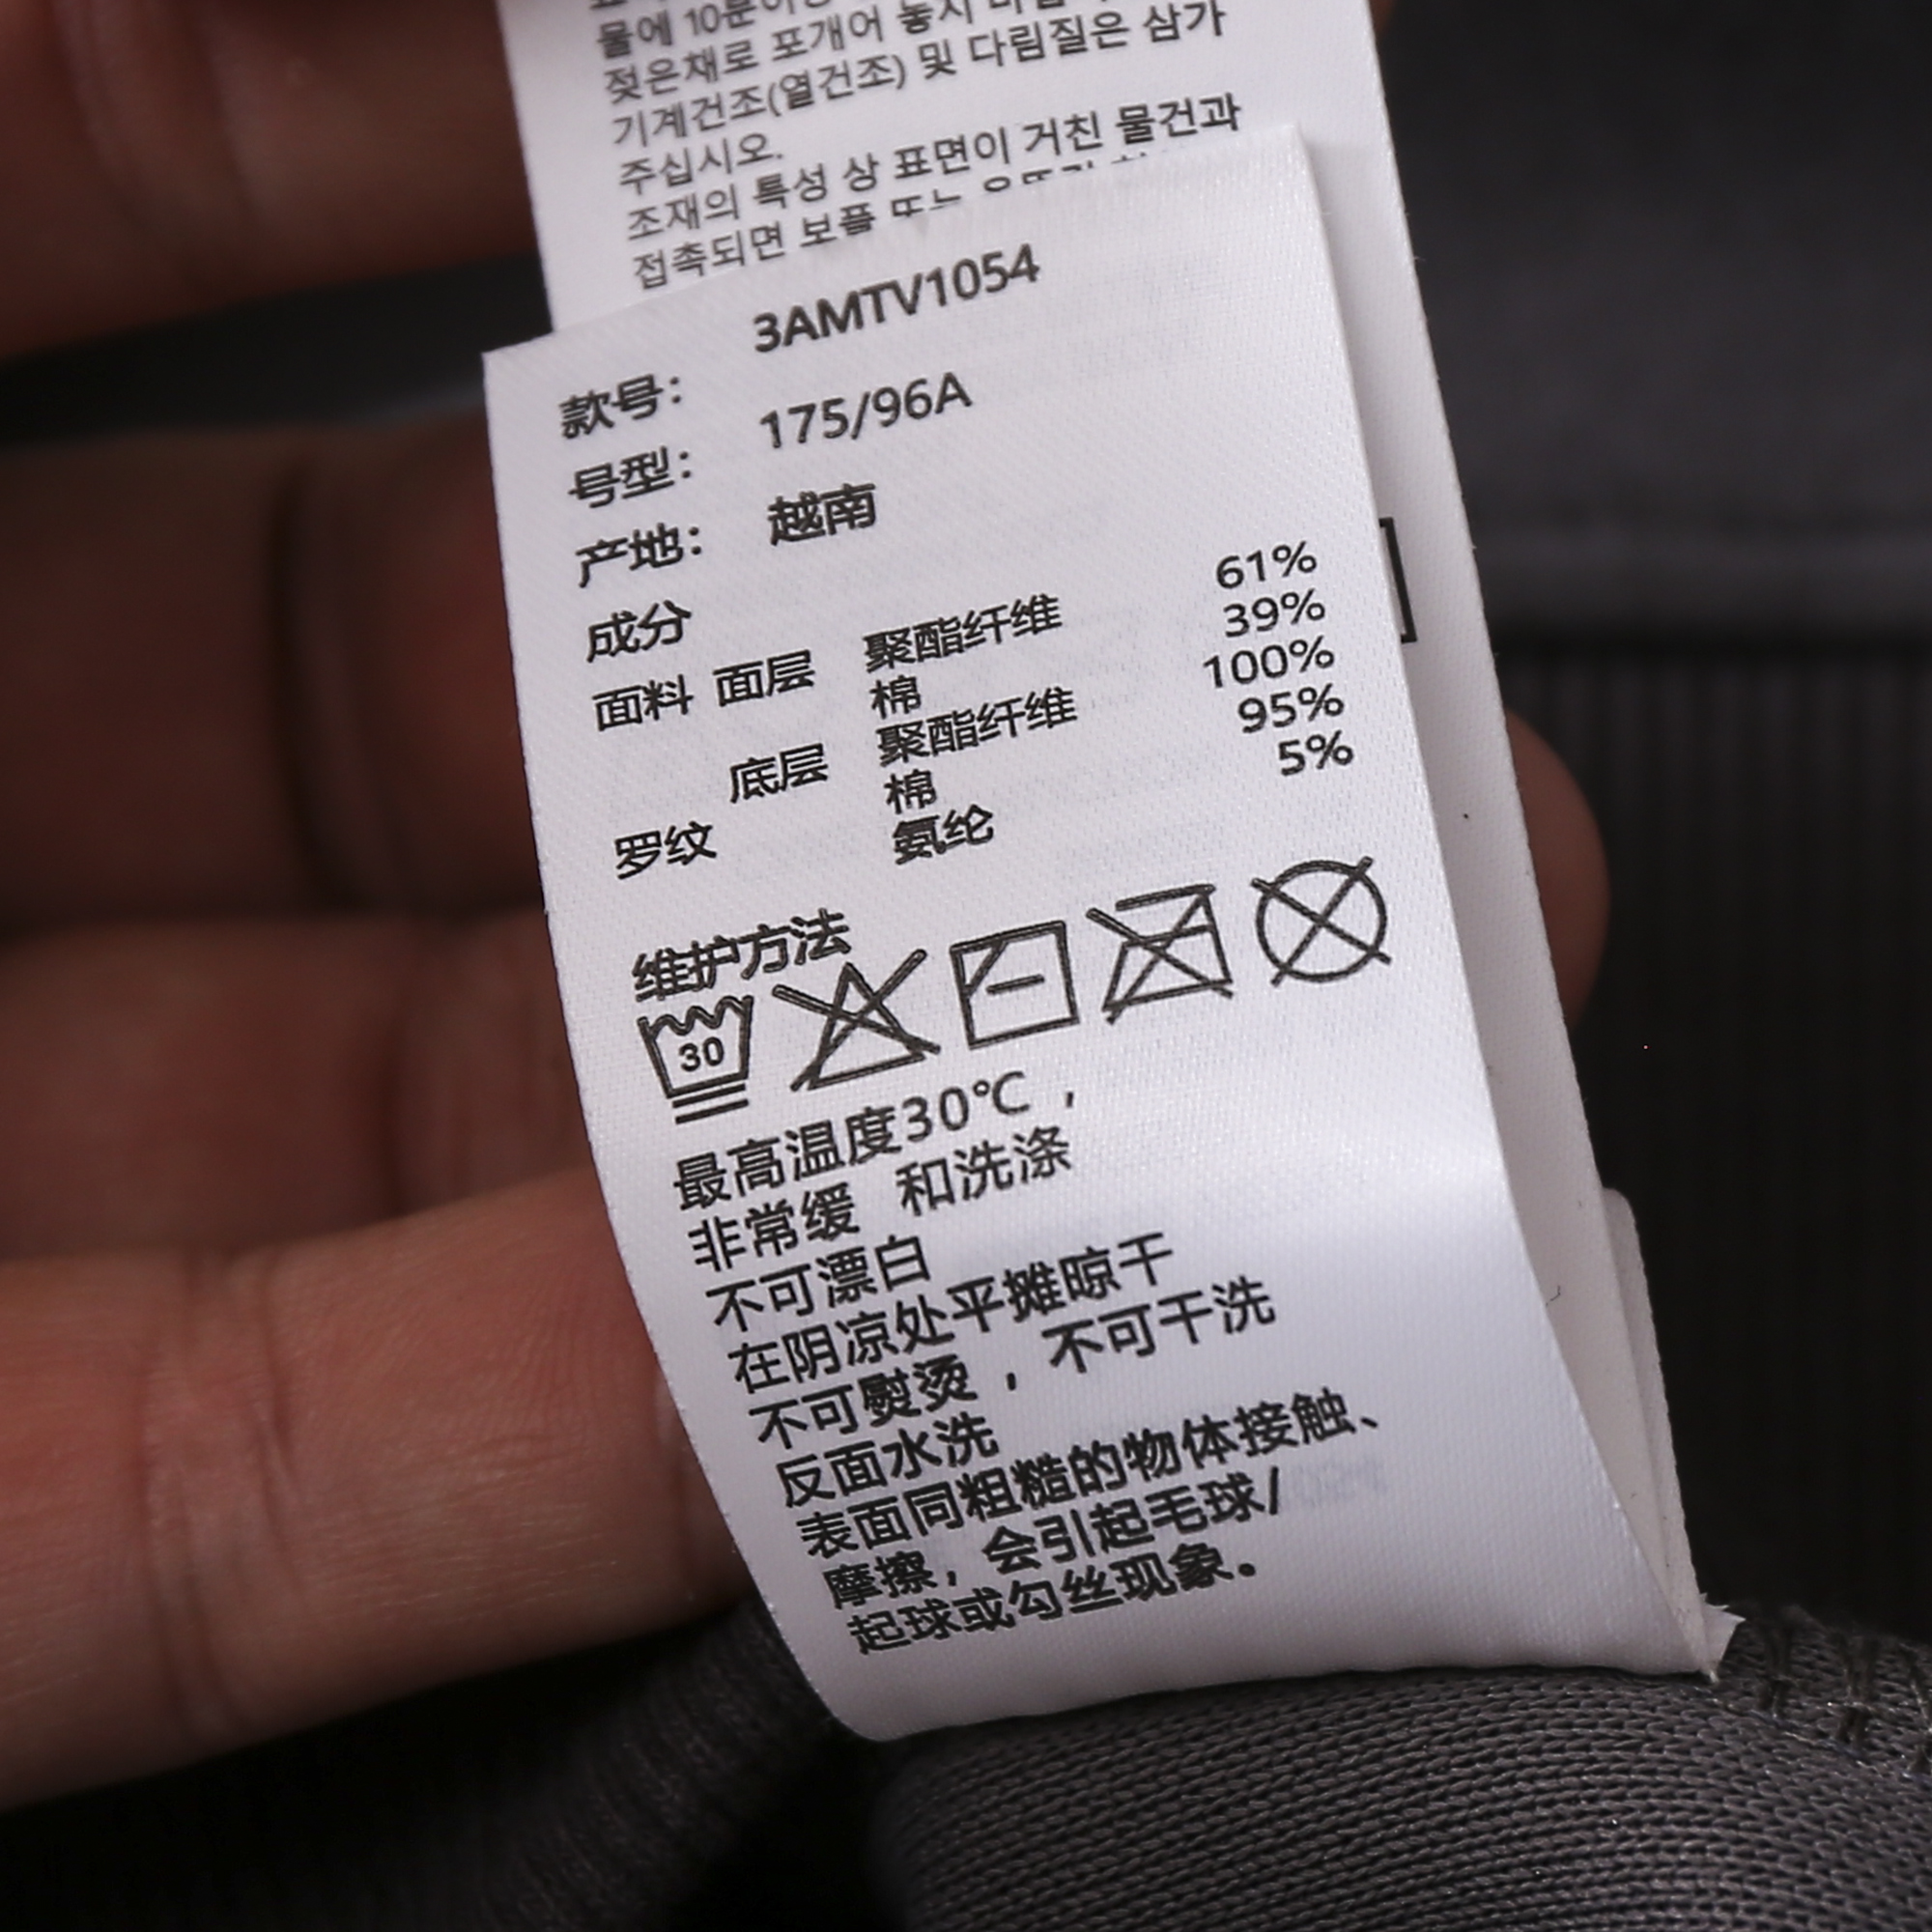 물에 10분이상
젖은채로 포개어 놓지
기계건조(열건조) 및 다림질은 삼가
주십시오.
조재의 특성 상 표면이 거친 물건과
접촉되면 보풀 또는
款号： 3AMTV1054
号型： 175/96A
产地： 越南
成分
面料 面层 聚酯纤维 61%
棉 39%
底层 聚酯纤维 100%
罗纹 棉 95%
氨纶 5%
维护方法
30
最高温度30℃，
非常缓 和洗涤
不可漂白
在阴凉处平摊晾干
不可熨烫，不可干洗
反面水洗
表面同粗糙的物体接触、
摩擦，会引起毛球/
起球或勾丝现象。